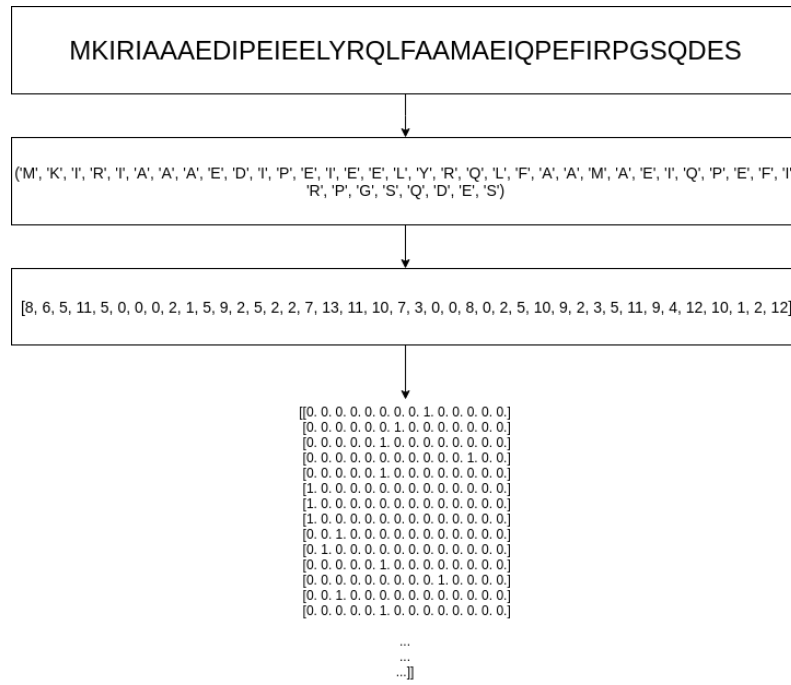 MKIRIAAAEDIPEIEELYRQLFAAMAEIQPEFIRPGSQDES
('M', 'K', 'I', 'R', 'I', 'A', 'A', 'A', 'E', 'D', 'I', 'P', 'E', 'I', 'E', 'E', 'L', 'Y', 'R', 'Q', 'L', 'F', 'A', 'A', 'M', 'A', 'E', 'I', 'Q', 'P', 'E', 'F', 'I'
'R', 'P', 'G', 'S', 'Q', 'D', 'E', 'S')
[8, 6, 5, 11, 5, 0, 0, 0, 2, 1, 5, 9, 2, 5, 2, 2, 7, 13, 11, 10, 7, 3, 0, 0, 8, 0, 2, 5, 10, 9, 2, 3, 5, 11, 9, 4, 12, 10, 1, 2, 12]
[[0. 0. 0. 0. 0. 0. 0. 0. 1. 0. 0. 0. 0. 0.]
[0. 0. 0. 0. 0. 0. 1. 0. 0. 0. 0. 0. 0. 0.]
[0. 0. 0. 0. 0. 1. 0. 0. 0. 0. 0. 0. 0. 0.]
[0. 0. 0. 0. 0. 0. 0. 0. 0. 0. 0. 1. 0. 0.]
[0. 0. 0. 0. 0. 1. 0. 0. 0. 0. 0. 0. 0. 0.]
[1. 0. 0. 0. 0. 0. 0. 0. 0. 0. 0. 0. 0. 0.]
[1. 0. 0. 0. 0. 0. 0. 0. 0. 0. 0. 0. 0. 0.]
[1. 0. 0. 0. 0. 0. 0. 0. 0. 0. 0. 0. 0. 0.]
[0. 0. 1. 0. 0. 0. 0. 0. 0. 0. 0. 0. 0. 0.]
[0. 1. 0. 0. 0. 0. 0. 0. 0. 0. 0. 0. 0. 0.]
[0. 0. 0. 0. 0. 1. 0. 0. 0. 0. 0. 0. 0. 0.]
[0. 0. 0. 0. 0. 0. 0. 0. 0. 1. 0. 0. 0. 0.]
[0. 0. 1. 0. 0. 0. 0. 0. 0. 0. 0. 0. 0. 0.]
[0. 0. 0. 0. 0. 1. 0. 0. 0. 0. 0. 0. 0. 0.]
...
...
...]]